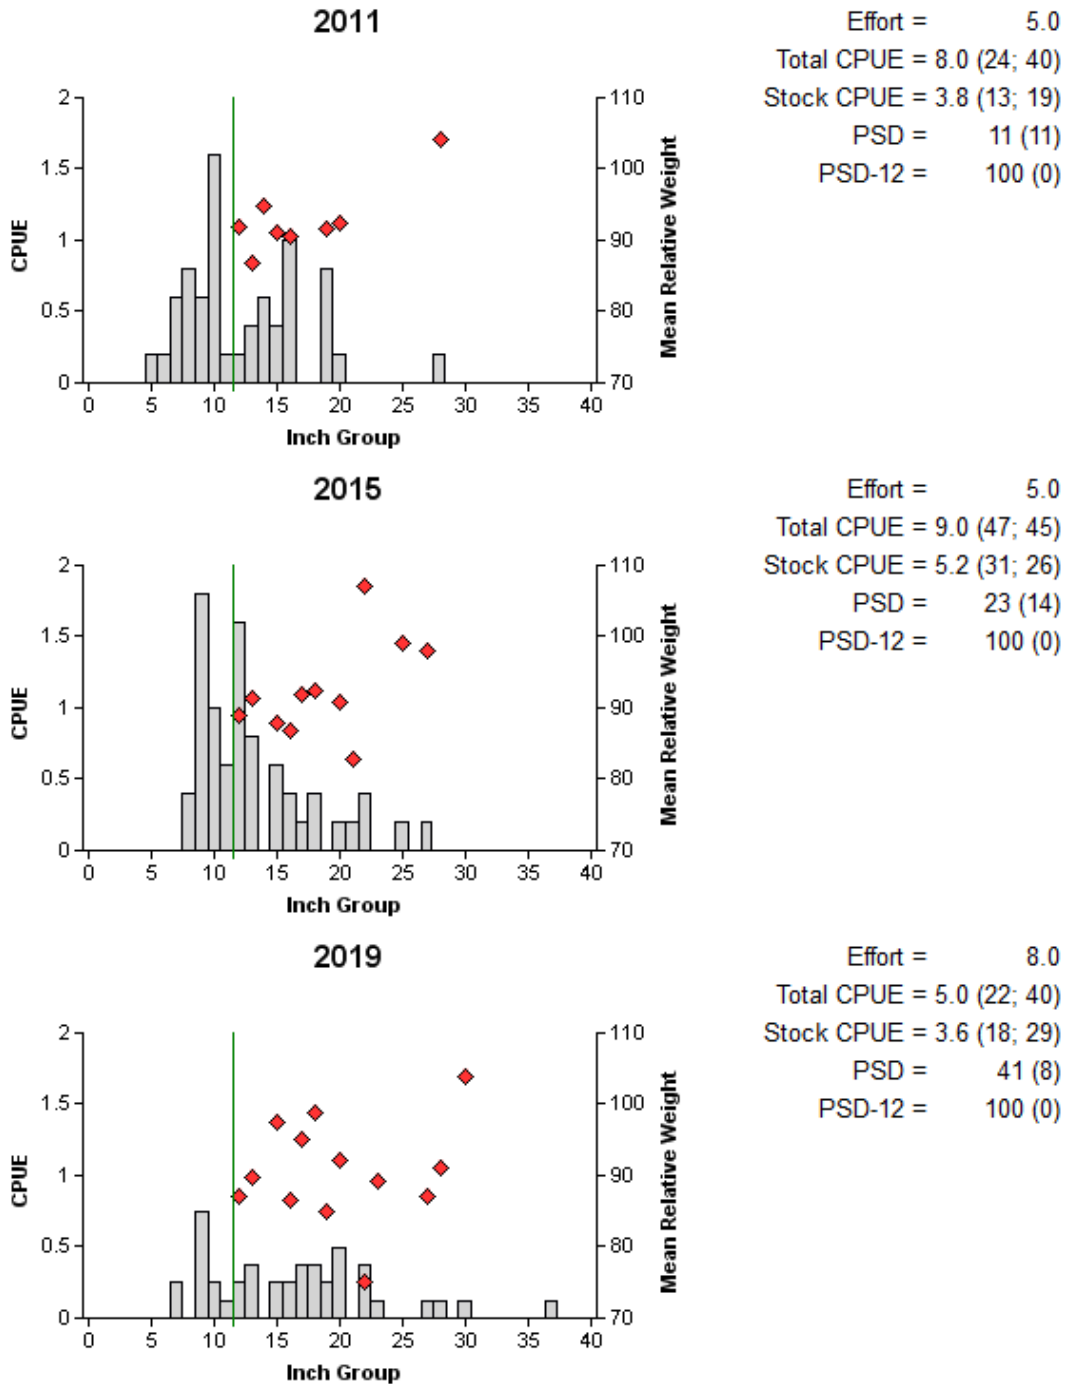 2011
Effort = 5.0
Total CPUE = 8.0 (24; 40)
Stock CPUE = 3.8 (13; 19)
PSD = 11 (11)
PSD-12 = 100 (0)
2 110
1.5 100
1 90
0.5 80
0 70
CPUE
Mean Relative Weight
0 5 10 15 20 25 30 35 40
Inch Group
2015
Effort = 5.0
Total CPUE = 9.0 (47; 45)
Stock CPUE = 5.2 (31; 26)
PSD = 23 (14)
PSD-12 = 100 (0)
2 110
1.5 100
1 90
0.5 80
0 70
CPUE
Mean Relative Weight
0 5 10 15 20 25 30 35 40
Inch Group
2019
Effort = 8.0
Total CPUE = 5.0 (22; 40)
Stock CPUE = 3.6 (18; 29)
PSD = 41 (8)
PSD-12 = 100 (0)
2 110
1.5 100
1 90
0.5 80
0 70
CPUE
Mean Relative Weight
0 5 10 15 20 25 30 35 40
Inch Group